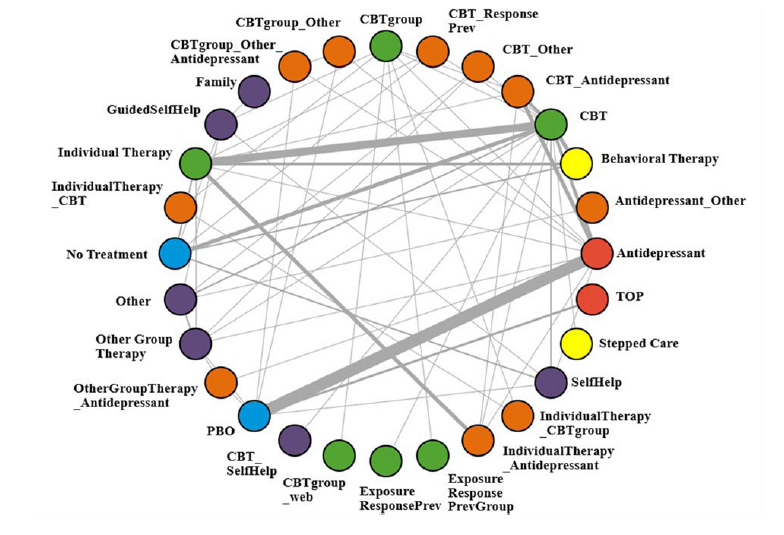 CBTgroup_Other
CBTgroup
CBT_Response
Prev
CBTgroup_Other_
Antidepressant
CBT_Other
Family
CBT_Antidepressant
GuidedSelfHelp
CBT
Individual Therapy
Behavioral Therapy
IndividualTherapy
_CBT
Antidepressant_Other
No Treatment
Antidepressant
Other
TOP
Other Group
Therapy
Stepped Care
OtherGroupTherapy
_Antidepressant
SelfHelp
PBO
IndividualTherapy
_CBTgroup
CBT_
SelfHelp
IndividualTherapy
_Antidepressant
CBTgroup
_web
Exposure
ResponsePrev
Exposure
Response
PrevGroup